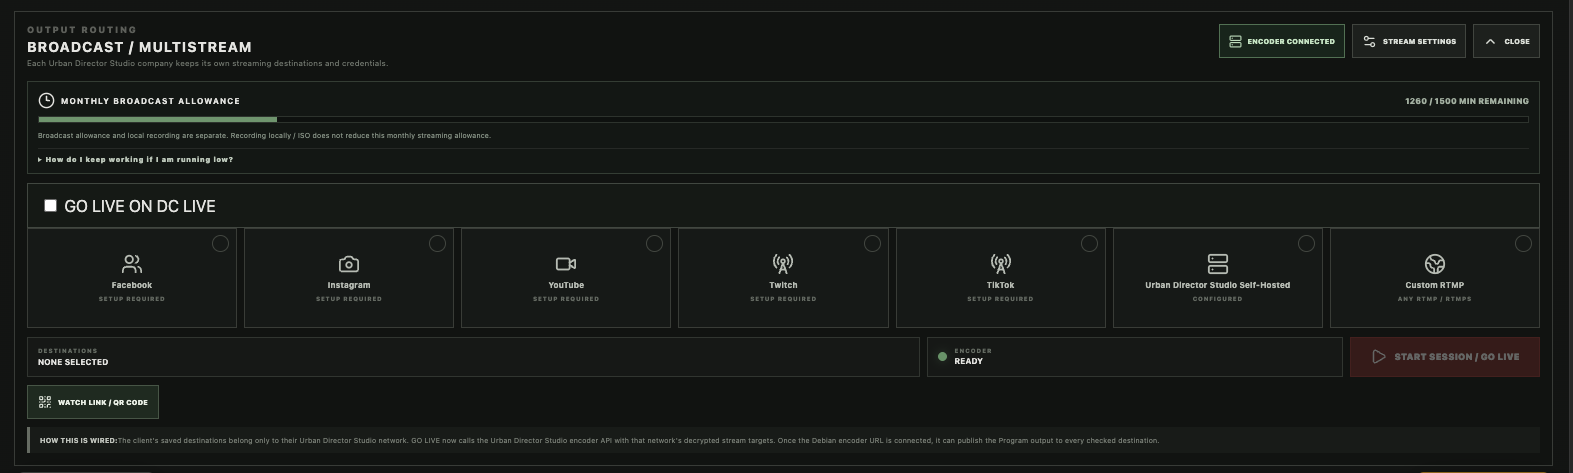 OUTPUT ROUTING
BROADCAST / MULTISTREAM
Each Urban Director Studio company keeps its own streaming destinations and credentials.
ENCODER CONNECTED
STREAM SETTINGS
CLOSE
MONTHLY BROADCAST ALLOWANCE
1260 / 1500 MIN REMAINING
Broadcast allowance and local recording are separate. Recording locally / ISO does not reduce this monthly streaming allowance.
How do I keep working if I am running low?
GO LIVE ON DC LIVE
Facebook
SETUP REQUIRED
Instagram
SETUP REQUIRED
YouTube
SETUP REQUIRED
Twitch
SETUP REQUIRED
TikTok
SETUP REQUIRED
Urban Director Studio Self-Hosted
CONFIGURED
Custom RTMP
ANY RTMP / RTMPS
DESTINATIONS
NONE SELECTED
ENCODER
READY
START SESSION / GO LIVE
WATCH LINK / QR CODE
HOW THIS IS WIRED:The client's saved destinations belong only to their Urban Director Studio network. GO LIVE now calls the Urban Director Studio encoder API with that network's decrypted stream targets. Once the Debian encoder URL is connected, it can publish the Program output to every checked destination.